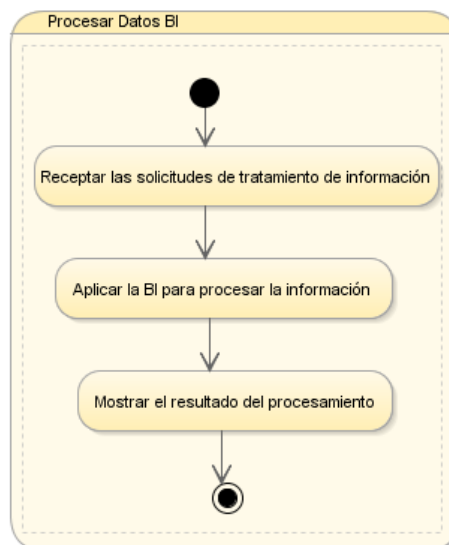 Procesar Datos BI
Receptar las solicitudes de tratamiento de información
Aplicar la BI para procesar la información
Mostrar el resultado del procesamiento